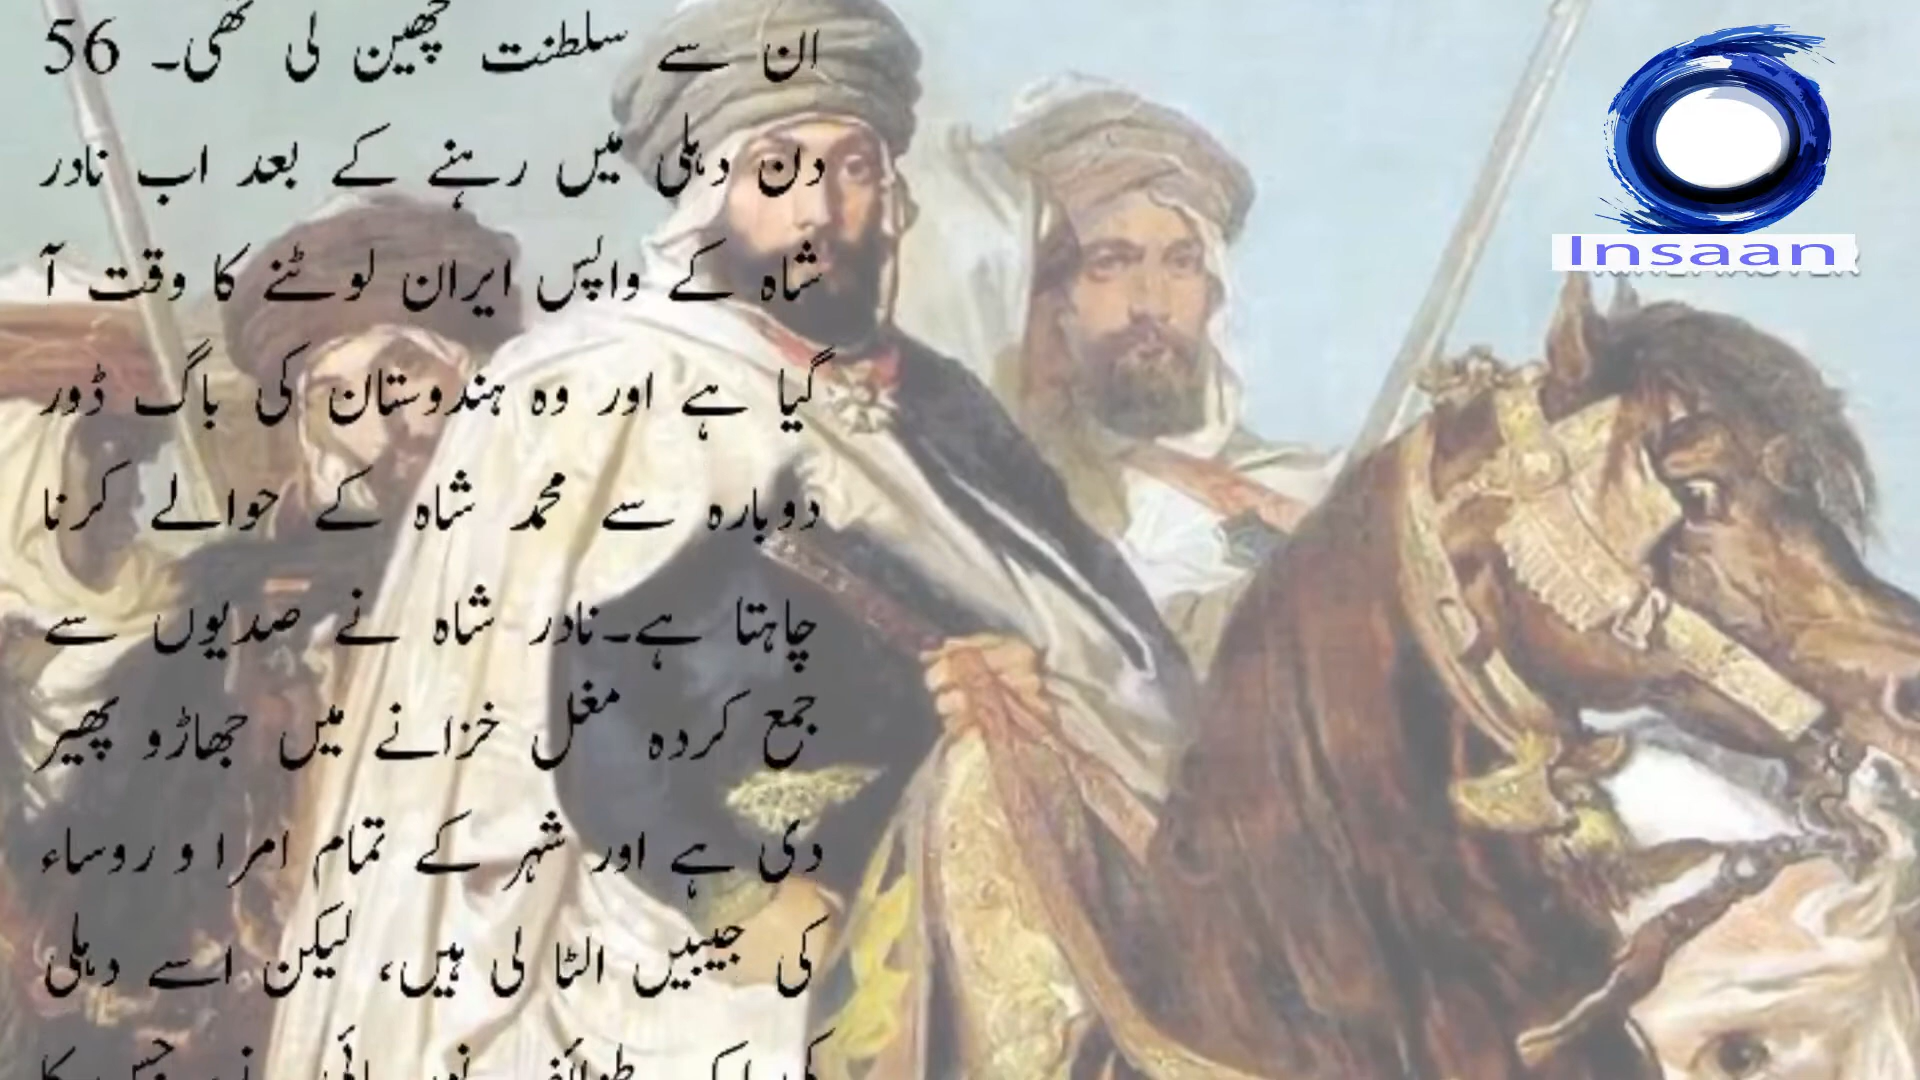 ان سے سلطنت چھین لی تھی۔ 56
دن دہلی میں رہنے کے بعد اب نادر
شاہ کے واپس ایران لوٹنے کا وقت آ
گیا ہے اور وہ ہندوستان کی باگ ڈور
دوبارہ سے محمد شاہ کے حوالے کرنا
چاہتا ہے۔نادر شاہ نے صدیوں سے
جمع کردہ مغل خزانے میں جھاڑو پھیر
دی ہے اور شہر کے تمام امرا و روساء
کی جیبیں الٹا لی ہیں، لیکن اسے دہلی
Insaan